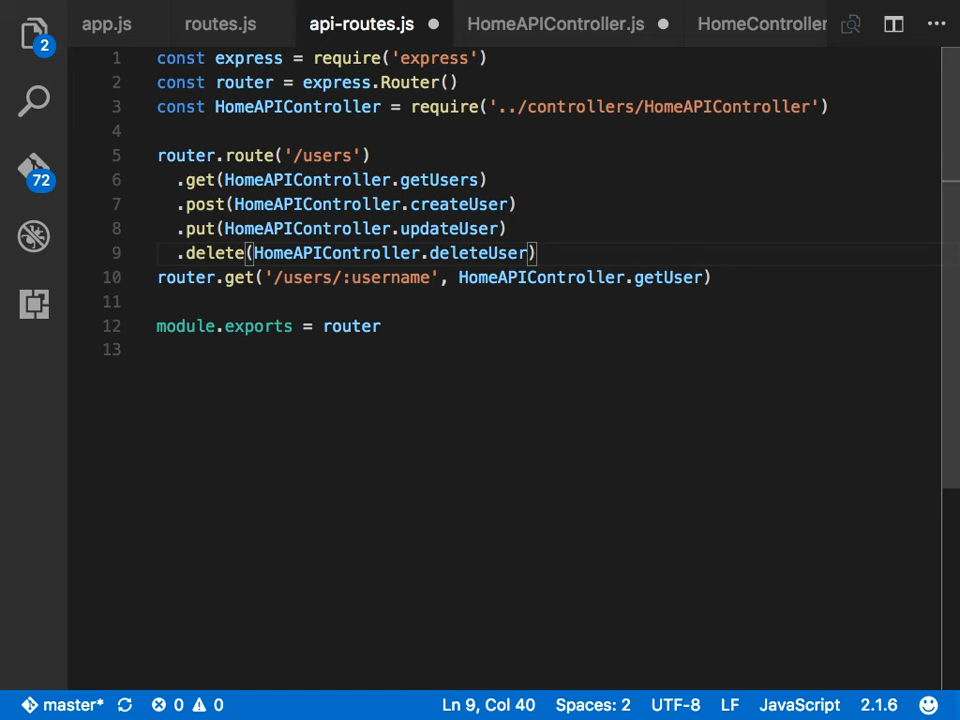 app.js routes.js api-routes.js HomeAPIController.js HomeController
2
72
1 const express = require('express')
2 const router = express.Router()
3 const HomeAPIController = require('../controllers/HomeAPIController')
4
5 router.route('/users')
6 .get(HomeAPIController.getUsers)
7 .post(HomeAPIController.createUser)
8 .put(HomeAPIController.updateUser)
9 .delete(HomeAPIController.deleteUser)
10 router.get('/users/:username', HomeAPIController.getUser)
11
12 module.exports = router
13
master* 0 0 Ln 9, Col 40 Spaces: 2 UTF-8 LF JavaScript 2.1.6